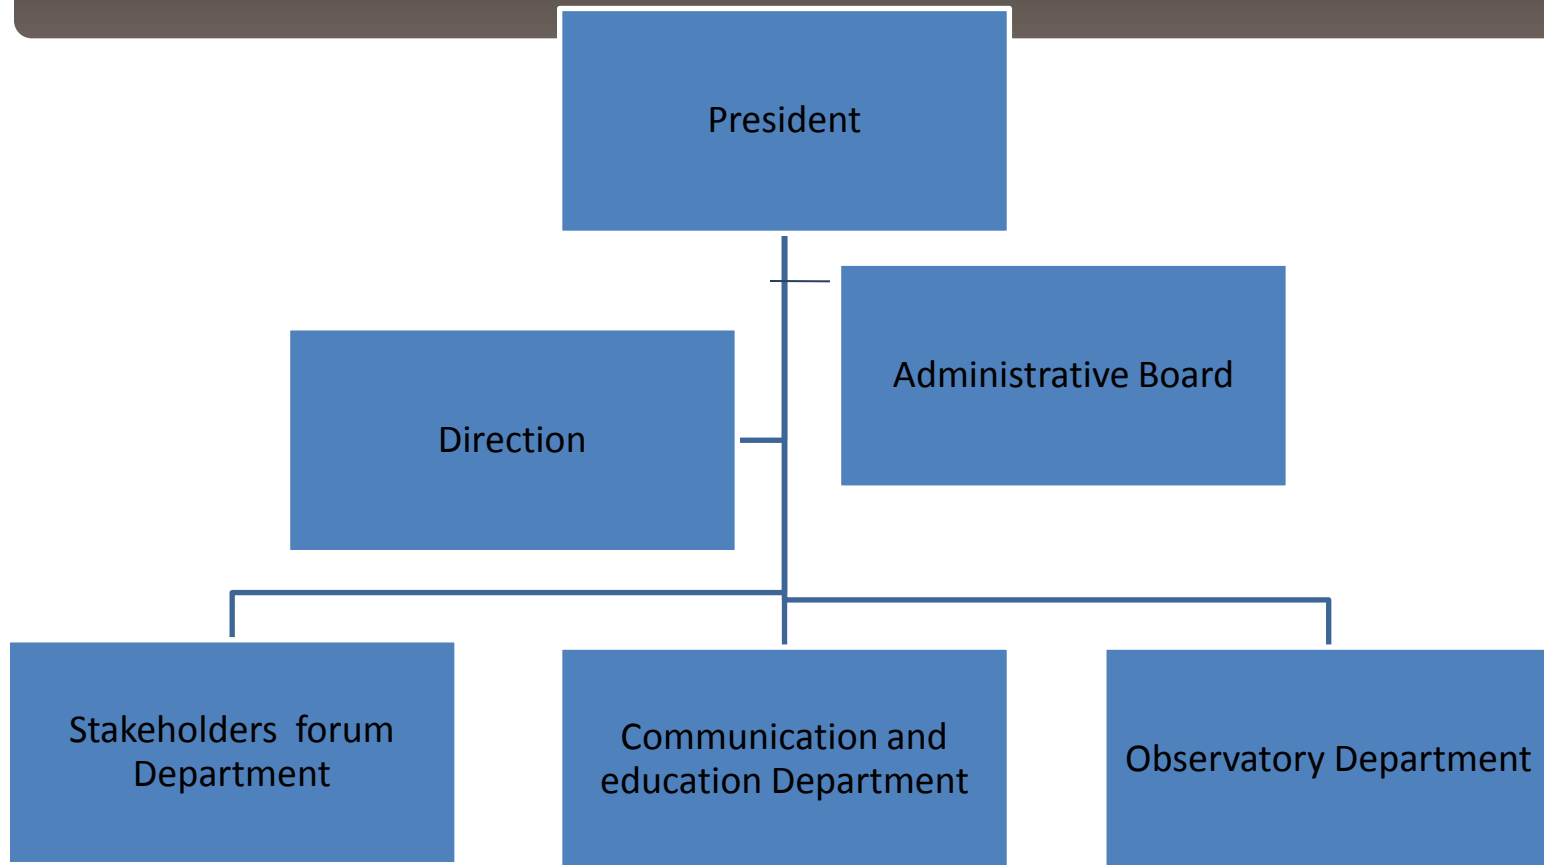 President
Administrative Board
Direction
Stakeholders  forum
Department
Communication and
education Department
Observatory Department